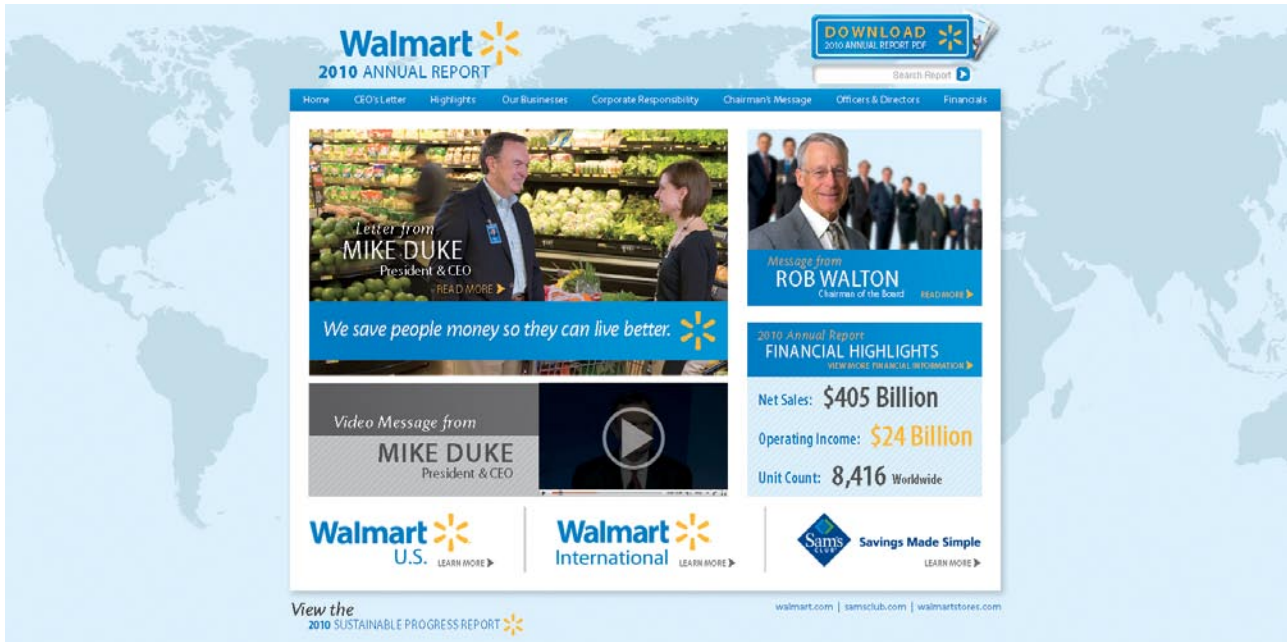 Walmart
2010 ANNUAL REPORT
DOWNLOAD
2010 ANNUAL REPORT PDF
Search Report
Home CEO's Letter Highlights Our Businesses Corporate Responsibility Chairman's Message Officers & Directors Financials
Letter from
MIKE DUKE
President & CEO
READ MORE
We save people money so they can live better.
Message from
ROB WALTON
Chairman of the Board
READ MORE
2010 Annual Report
FINANCIAL HIGHLIGHTS
VIEW MORE FINANCIAL INFORMATION
Net Sales: $405 Billion
Operating Income: $24 Billion
Unit Count: 8,416 Worldwide
Video Message from
MIKE DUKE
President & CEO
Walmart
U.S. LEARN MORE
Walmart
International LEARN MORE
Sam's
CLUB
Savings Made Simple
LEARN MORE
View the
2010 SUSTAINABLE PROGRESS REPORT
walmart.com | samsclub.com | walmartstores.com